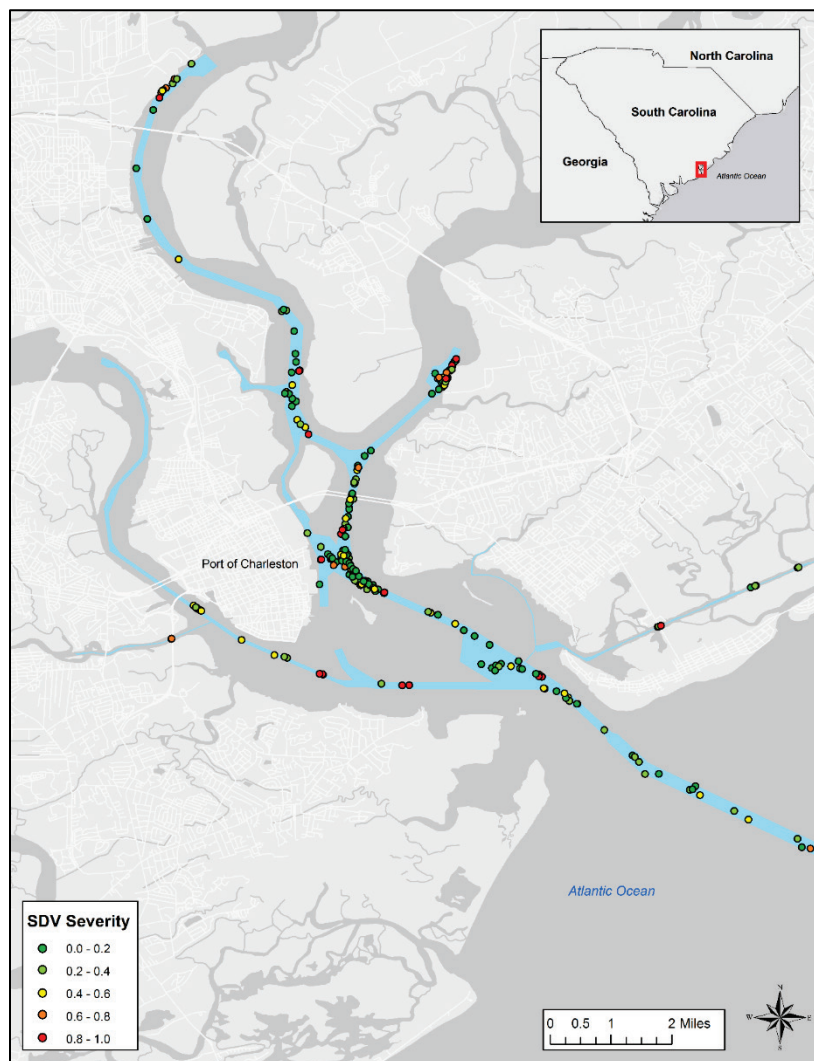 North Carolina
South Carolina
Georgia
Atlantic Ocean
Port of Charleston
Atlantic Ocean
SDV Severity
0.0 - 0.2
0.2 - 0.4
0.4 - 0.6
0.6 - 0.8
0.8 - 1.0
N
W E
S
0 0.5 1 2 Miles